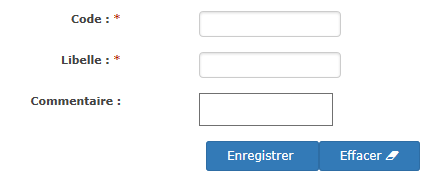 Code : *
Libelle : *
Commentaire :
Enregistrer Effacer